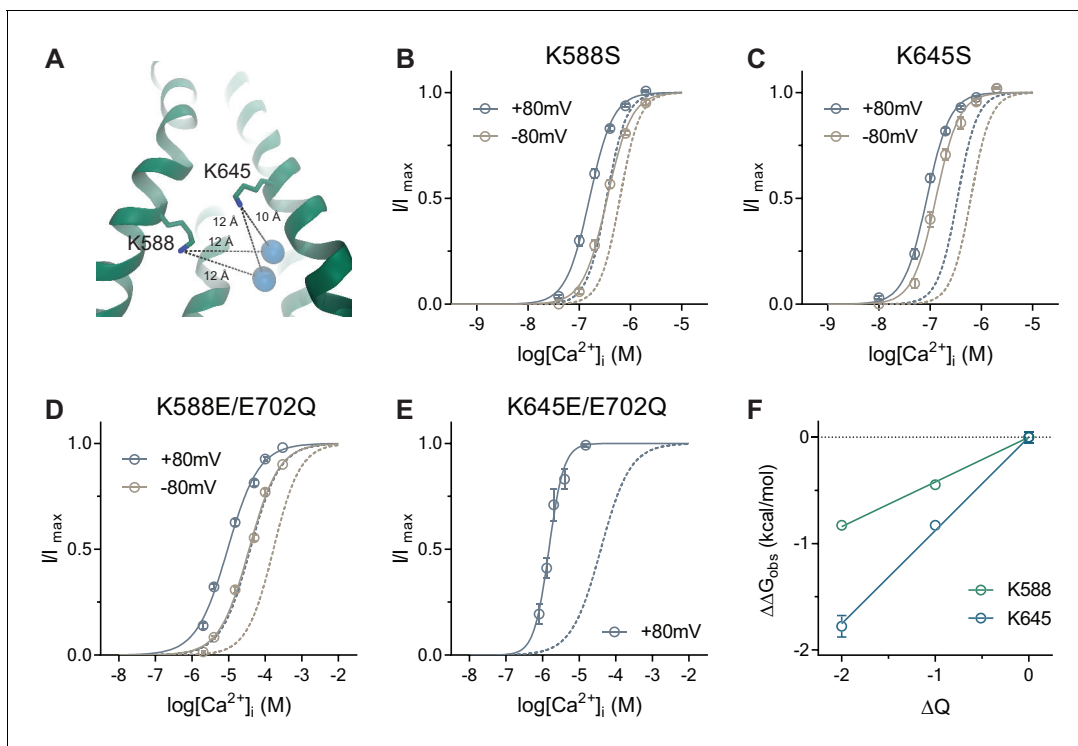 A
K645
K588
12 Å
10 Å
12 Å
12 Å
B
K588S
+80mV
-80mV
I/Imax
1.0
0.5
0.0
-9 -8 -7 -6 -5
log[Ca2+]i (M)
C
K645S
+80mV
-80mV
I/Imax
1.0
0.5
0.0
-9 -8 -7 -6 -5
log[Ca2+]i (M)
D
K588E/E702Q
+80mV
-80mV
I/Imax
1.0
0.5
0.0
-8 -7 -6 -5 -4 -3 -2
log[Ca2+]i (M)
E
K645E/E702Q
+80mV
I/Imax
1.0
0.5
0.0
-8 -7 -6 -5 -4 -3 -2
log[Ca2+]i (M)
F
ΔΔGobs (kcal/mol)
0
-1
-2
K588
K645
-2 -1 0
ΔQ